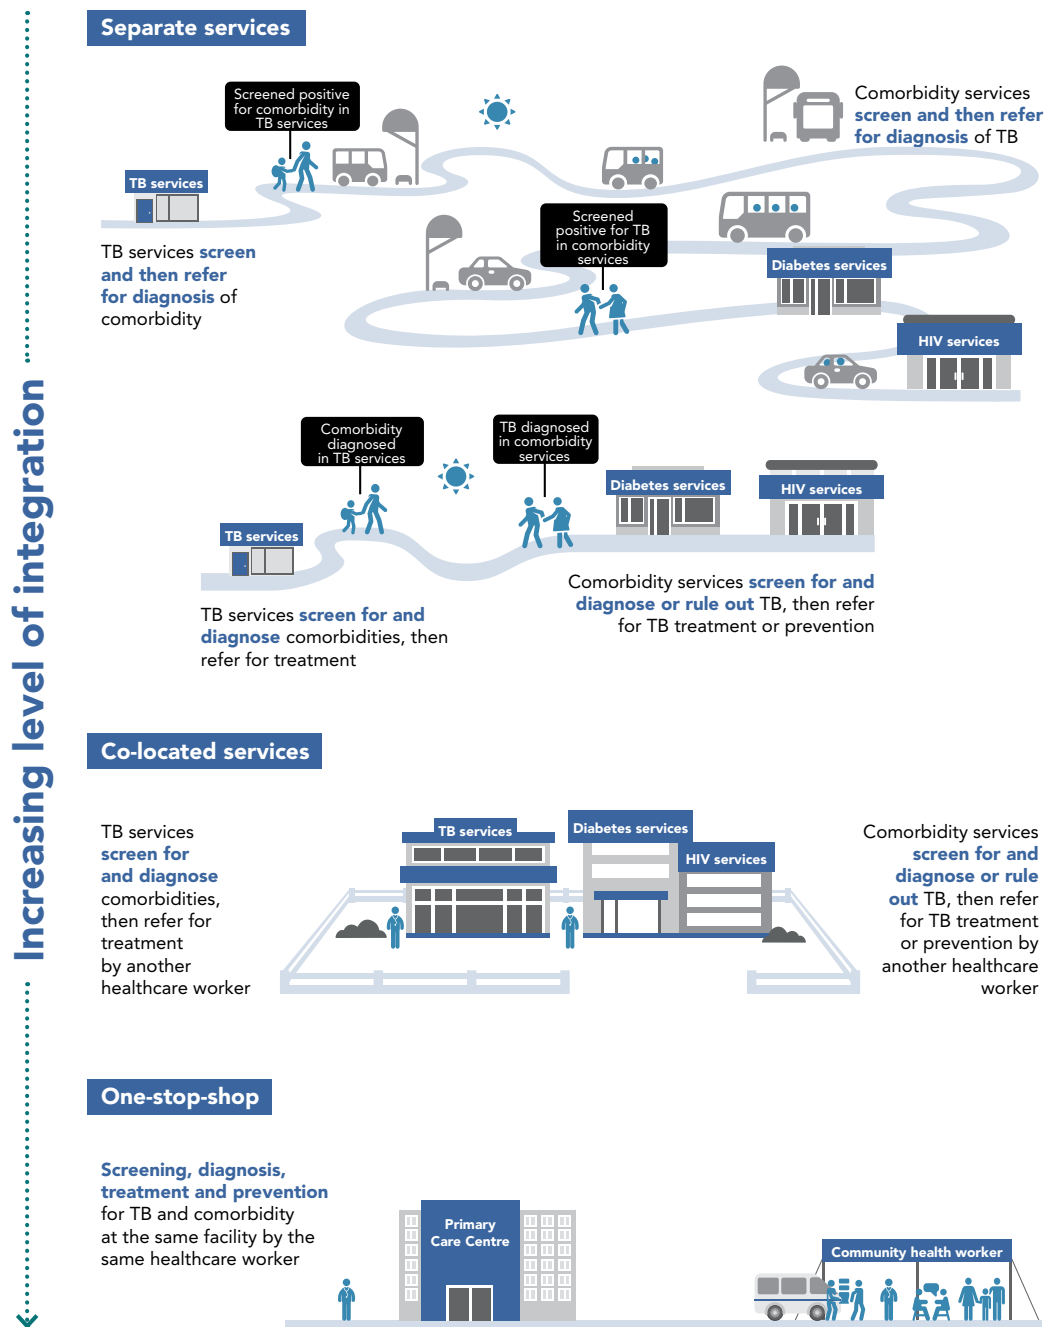 Increasing level of integration
Separate services
Screened positive
for comorbidity in
TB services
TB services
TB services screen
and then refer
for diagnosis of
comorbidity
Comorbidity services
screen and then refer
for diagnosis of TB
Screened
positive for TB
in comorbidity
services
Diabetes services
HIV services
Comorbidity
diagnosed
in TB services
TB diagnosed
in comorbidity
services
Diabetes services
HIV services
TB services
TB services screen for and
diagnose comorbidities, then
refer for treatment
Comorbidity services screen for and
diagnose or rule out TB, then refer
for TB treatment or prevention
Co-located services
TB services
screen for
and diagnose
comorbidities,
then refer for
treatment
by another
healthcare worker
TB services
Diabetes services
HIV services
Comorbidity services
screen for and
diagnose or rule
out TB, then refer
for TB treatment
or prevention by
another healthcare
worker
One-stop-shop
Screening, diagnosis,
treatment and prevention
for TB and comorbidity
at the same facility by the
same healthcare worker
Primary
Care Centre
Community health worker